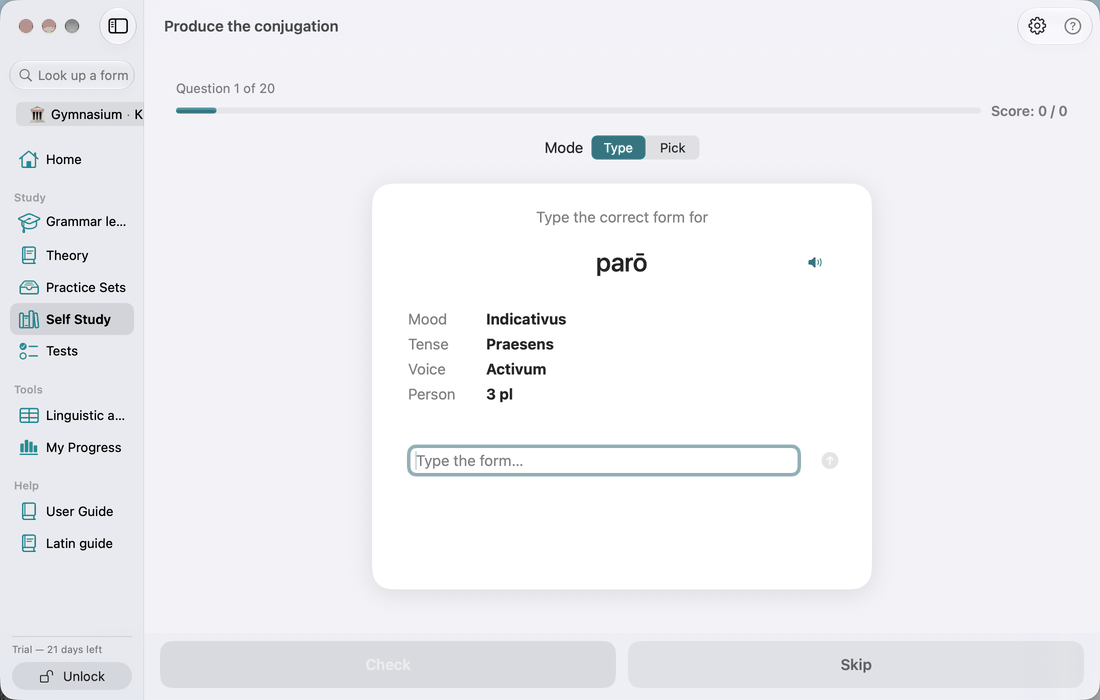 Produce the conjugation
Look up a form
Gymnasium · K
Home
Study
Grammar le...
Theory
Practice Sets
Self Study
Tests
Tools
Linguistic a...
My Progress
Help
User Guide
Latin guide
Trial — 21 days left
Unlock
Question 1 of 20
Score: 0 / 0
Mode Type Pick
Type the correct form for
parō
Mood Indicativus
Tense Praesens
Voice Activum
Person 3 pl
Type the form...
Check Skip